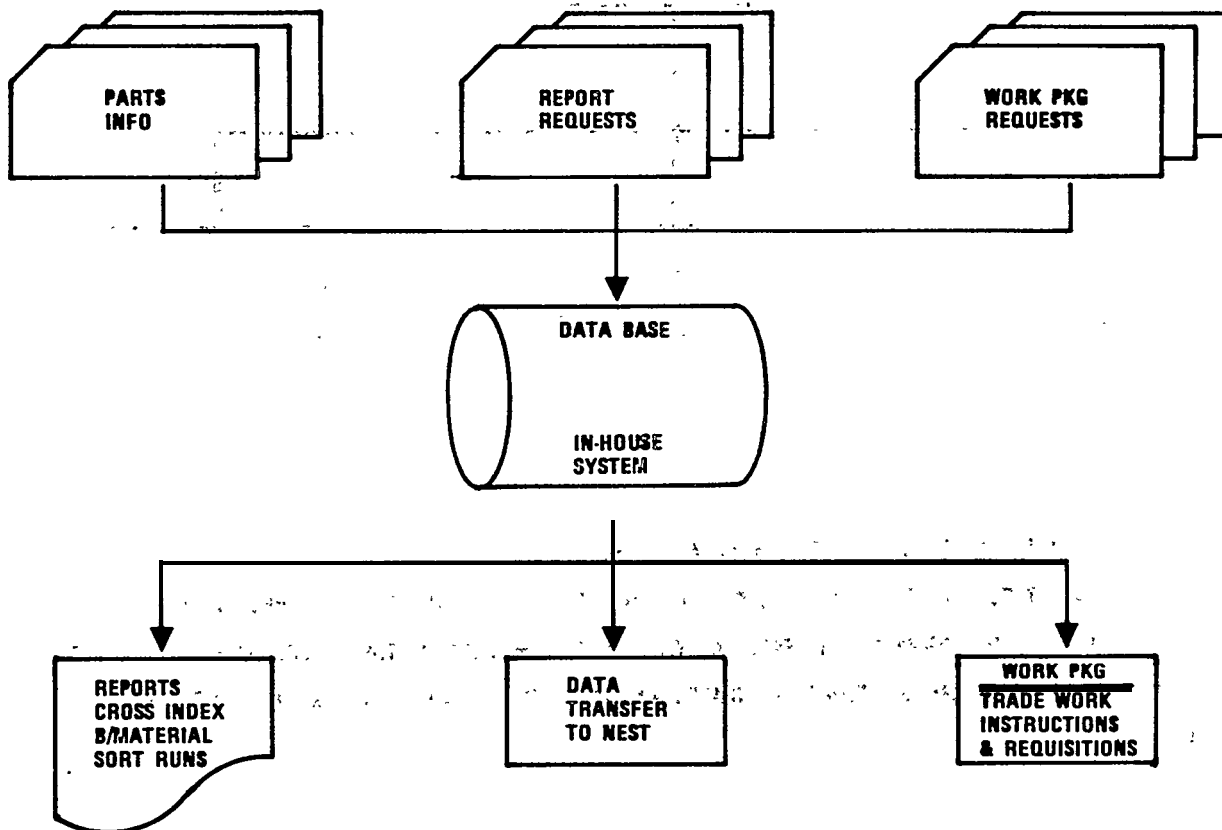 PARTS
INFO
REPORT
REQUESTS
WORK PKG
REQUESTS
DATA BASE
IN-HOUSE
SYSTEM
REPORTS
CROSS INDEX
B/MATERIAL
SORT RUNS
DATA
TRANSFER
TO NEST
WORK PKG
TRADE WORK
INSTRUCTIONS
& REQUISITIONS